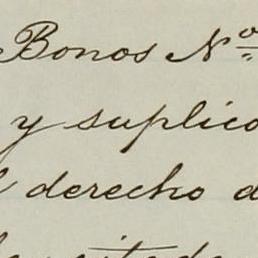 Bonos Nº
y suplico
derecho